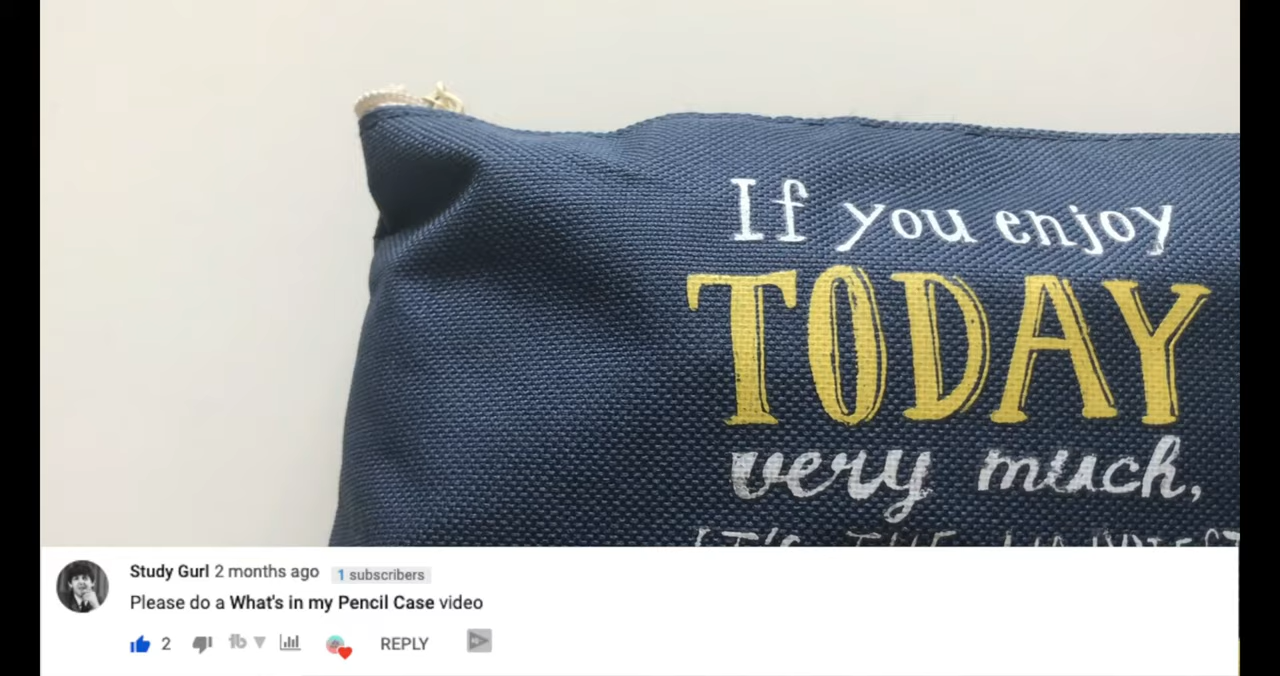 If you enjoy
TODAY
very much,
Study Gurl 2 months ago 1 subscribers
Please do a What's in my Pencil Case video
2 REPLY